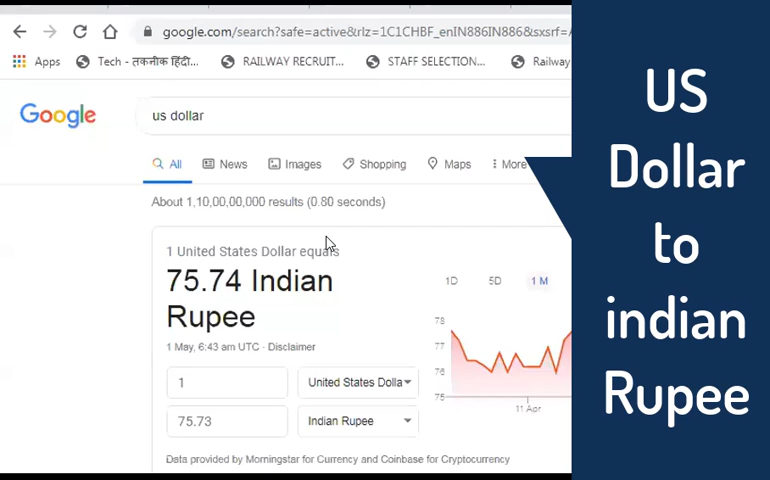 google.com/search?safe=active&rlz=1C1CHBF_enIN886IN886&sxsrf=
Apps Tech - तकनीक हिंदी... RAILWAY RECRUIT... STAFF SELECTION... Railway
Google
us dollar
All News Images Shopping Maps More
About 1,10,00,00,000 results (0.80 seconds)
1 United States Dollar equals
75.74 Indian
Rupee
1 May, 6:43 am UTC · Disclaimer
1 United States Dolla
75.73 Indian Rupee
Data provided by Morningstar for Currency and Coinbase for Cryptocurrency
1D 5D 1 M
78
77
76
75
11 Apr
US
Dollar
to
indian
Rupee